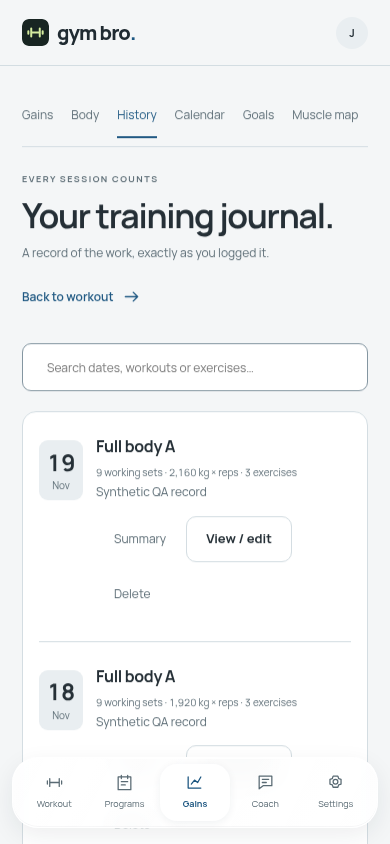 gym bro.
J
Gains Body History Calendar Goals Muscle map
EVERY SESSION COUNTS
Your training journal.
A record of the work, exactly as you logged it.
Back to workout →
Search dates, workouts or exercises...
19
Nov
Full body A
9 working sets · 2,160 kg × reps · 3 exercises
Synthetic QA record
Summary View / edit
Delete
18
Nov
Full body A
9 working sets · 1,920 kg × reps · 3 exercises
Synthetic QA record
Workout Programs Gains Coach Settings